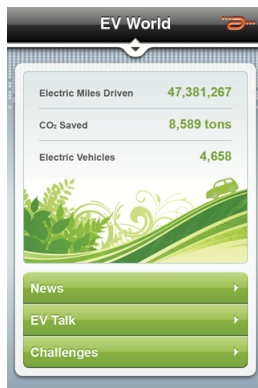 EV World
Electric Miles Driven 47,381,267
CO₂ Saved 8,589 tons
Electric Vehicles 4,658
News
EV Talk
Challenges